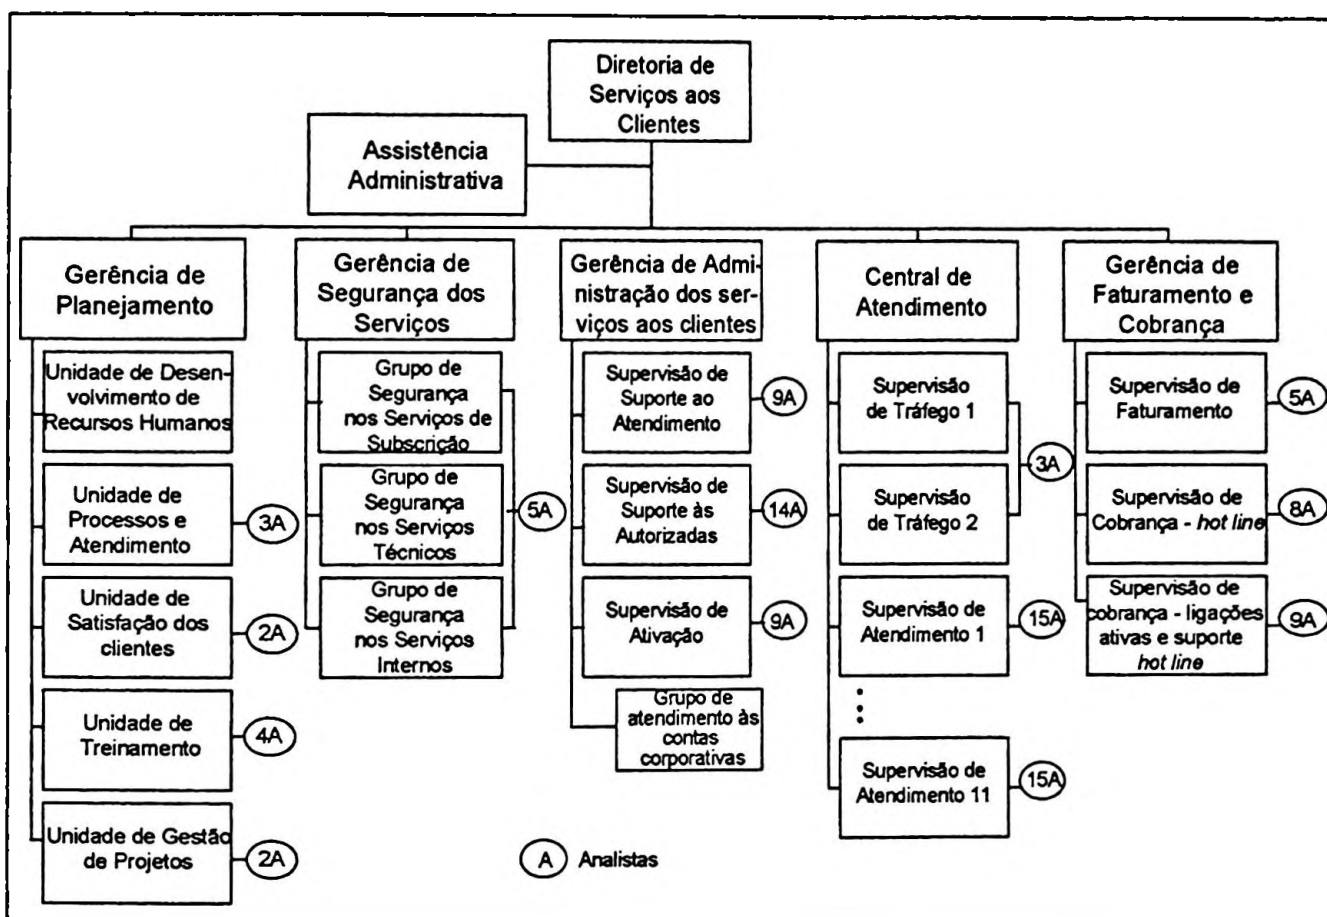 Diretoria de
Serviços aos
Clientes
Assistência
Administrativa
Gerência de
Planejamento
Unidade de Desen-
volvimento de
Recursos Humanos
Unidade de
Processos e
Atendimento
3A
Unidade de
Satisfação dos
clientes
2A
Unidade de
Treinamento
4A
Unidade de Gestão
de Projetos
2A
Gerência de
Segurança dos
Serviços
Grupo de
Segurança
nos Serviços de
Subscrição
Grupo de
Segurança
nos Serviços
Técnicos
Grupo de
Segurança
nos Serviços
Internos
5A
Gerência de Admi-
nistração dos ser-
viços aos clientes
Supervisão de
Suporte ao
Atendimento
9A
Supervisão de
Suporte às
Autorizadas
14A
Supervisão de
Ativação
9A
Grupo de
atendimento às
contas
corporativas
Central de
Atendimento
Supervisão
de Tráfego 1
Supervisão
de Tráfego 2
3A
Supervisão de
Atendimento 1
15A
Supervisão de
Atendimento 11
15A
Gerência de
Faturamento e
Cobrança
Supervisão de
Faturamento
5A
Supervisão de
Cobrança - hot line
8A
Supervisão de
cobrança - ligações
ativas e suporte
hot line
9A
A Analistas